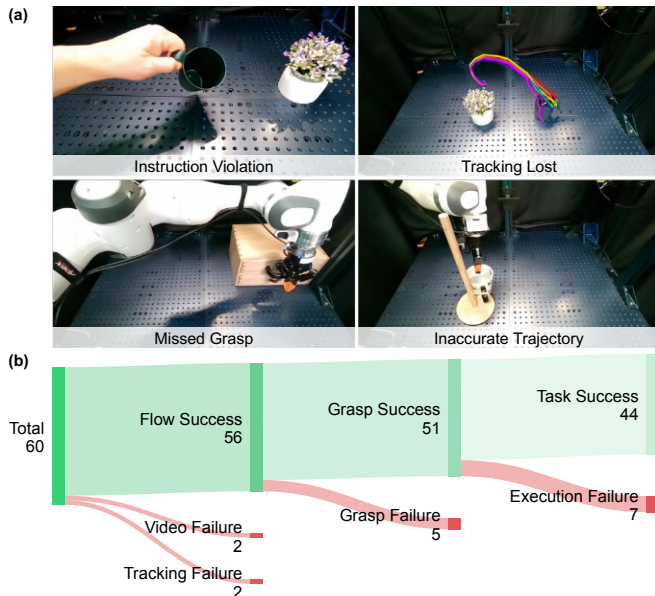 (a)
Instruction Violation
Tracking Lost
Missed Grasp
Inaccurate Trajectory
(b)
Total
60
Flow Success
56
Grasp Success
51
Task Success
44
Video Failure
2
Tracking Failure
2
Grasp Failure
5
Execution Failure
7